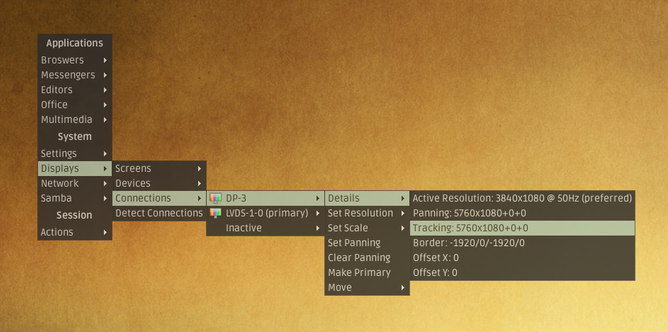 Applications
Broswers
Messengers
Editors
Office
Multimedia
System
Settings
Displays
Network
Samba
Session
Actions
Screens
Devices
Connections
Detect Connections
DP-3
LVDS-1-0 (primary)
Inactive
Details
Set Resolution
Set Scale
Set Panning
Clear Panning
Make Primary
Move
Active Resolution: 3840x1080 @ 50Hz (preferred)
Panning: 5760x1080+0+0
Tracking: 5760x1080+0+0
Border: -1920/0/-1920/0
Offset X: 0
Offset Y: 0